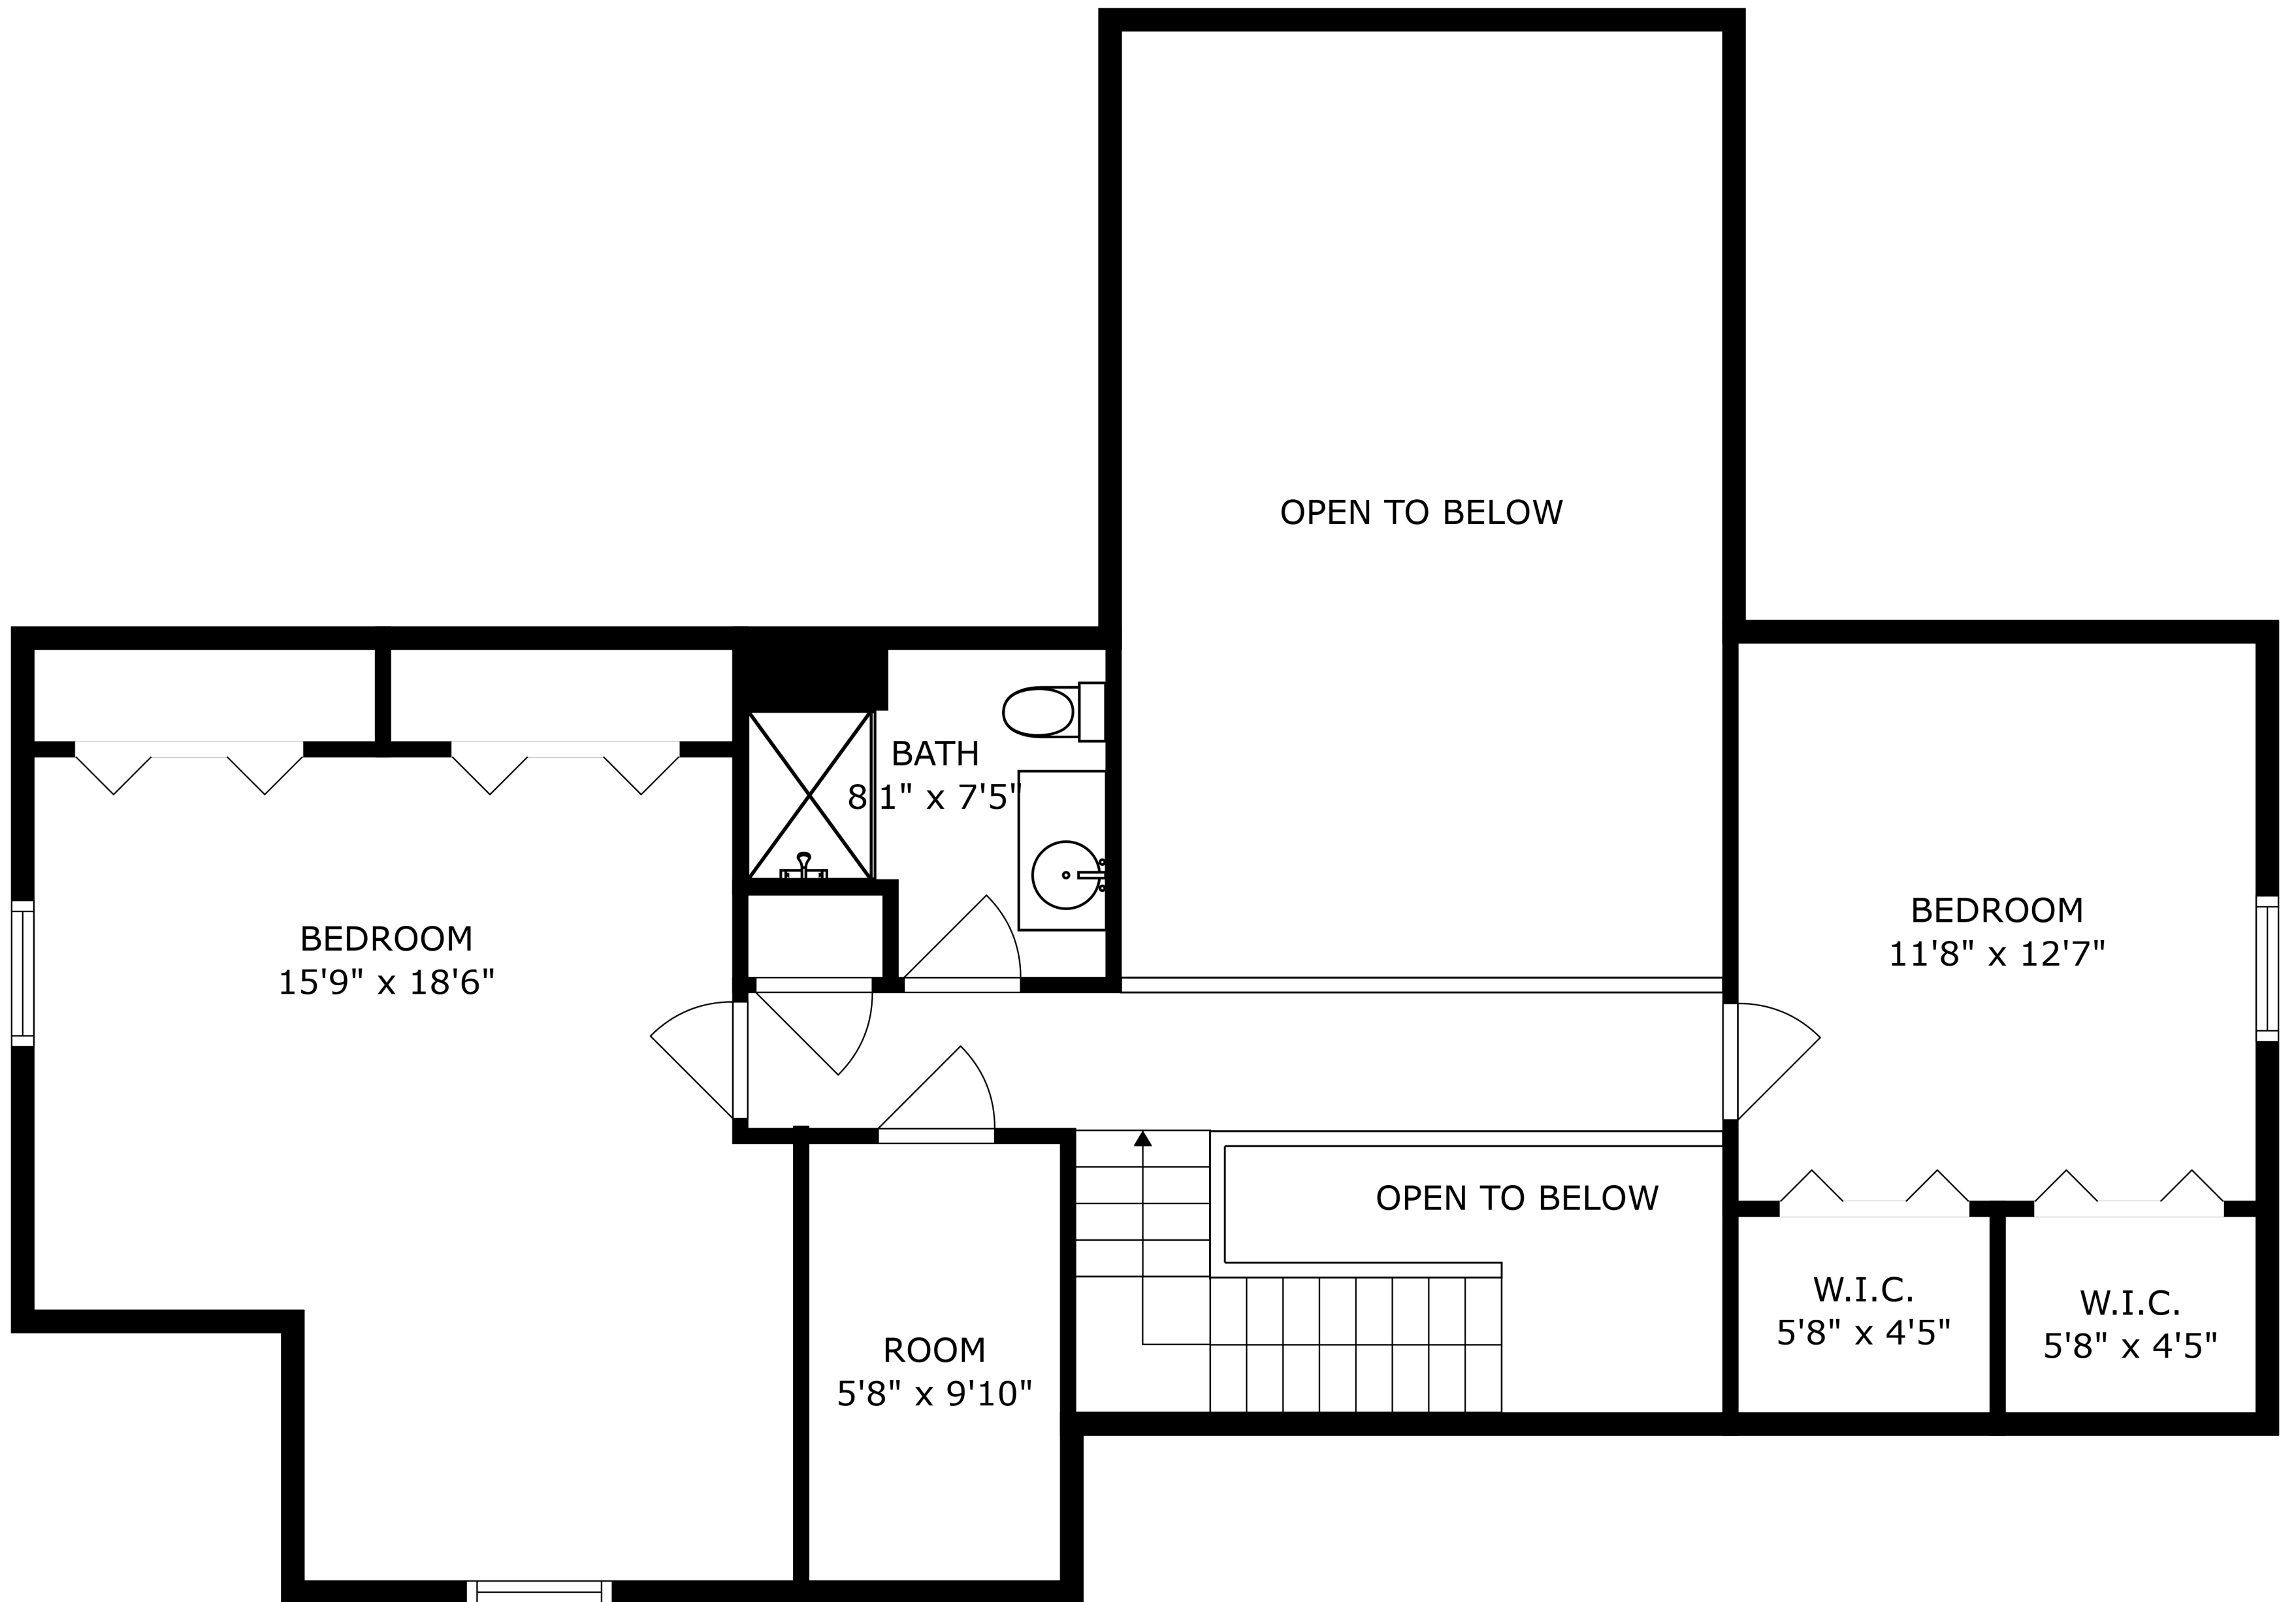 OPEN TO BELOW
BATH
8'1" x 7'5"
BEDROOM
15'9" x 18'6"
BEDROOM
11'8" x 12'7"
OPEN TO BELOW
W.I.C.
5'8" x 4'5"
W.I.C.
5'8" x 4'5"
ROOM
5'8" x 9'10"